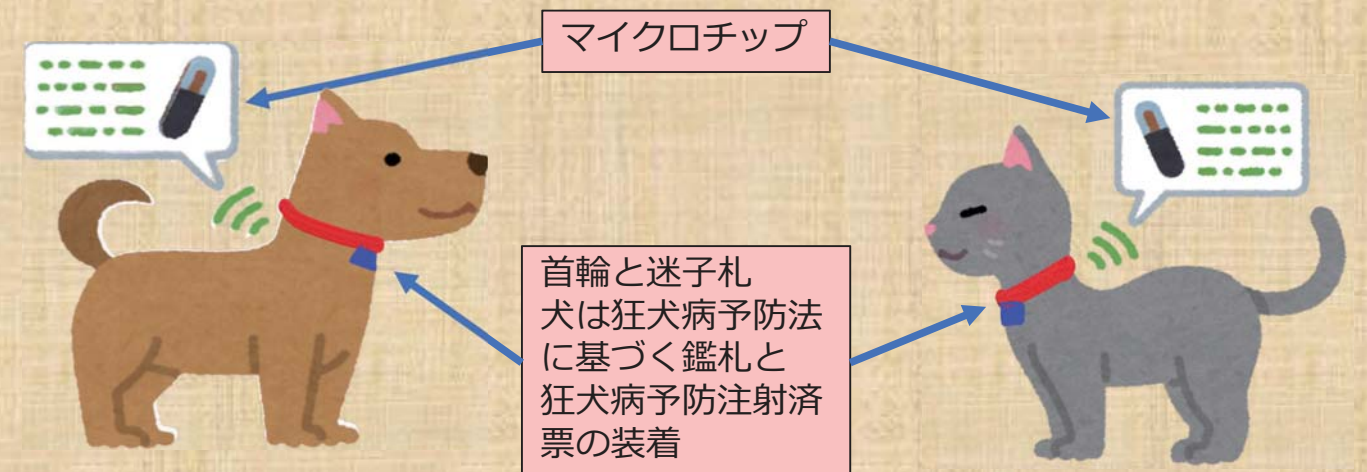 マイクロチップ
首輪と迷子札
犬は狂犬病予防法
に基づく鑑札と
狂犬病予防注射済
票の装着